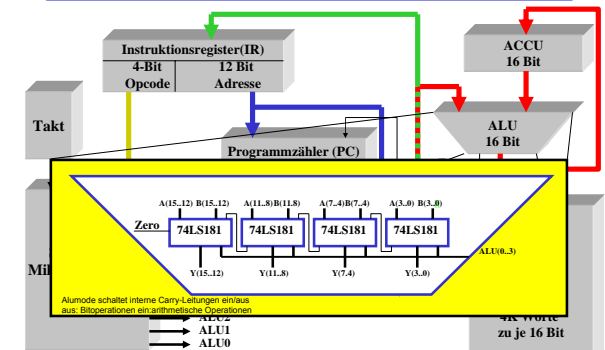 Instruktionsregister(IR)
4-Bit 12 Bit
Opcode Adresse
ACCU
16 Bit
Takt
ALU
16 Bit
Programmzähler (PC)
A(15..12) B(15..12) A(11..8)B(11.8) A(7..4)B(7..4) A(3..0) B(3..0)
Zero 74LS181 74LS181 74LS181 74LS181
ALU(0..3)
Y(15..12) Y(11..8) Y(7.4) Y(3..0)
Alumode schaltet interne Carry-Leitungen ein/aus
aus: Bitoperationen ein:arithmetische Operationen
4K Worte
zu je 16 Bit
ALU2
ALU1
ALU0